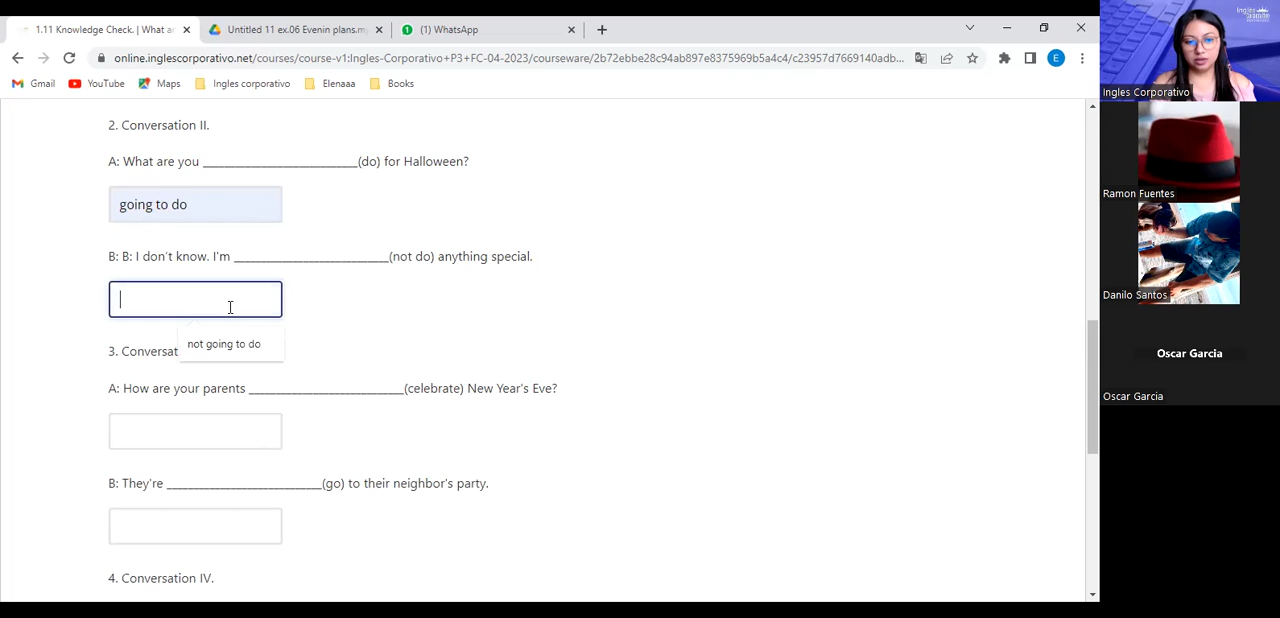 1.11 Knowledge Check. | What a
Untitled 11 ex.06 Evenin plans.m
(1) WhatsApp
online.inglescorporativo.net/courses/course-v1:Ingles-Corporativo+P3+FC-04-2023/courseware/2b72ebbe28c94ab897e8375969b5a4c4/c23957d7669140adb...
E
Gmail
YouTube
Maps
Ingles corporativo
Elenaaa
Books
2. Conversation II.
A: What are you __________________________(do) for Halloween?
going to do
B: B: I don't know. I'm __________________________(not do) anything special.
not going to do
3. Conversat
A: How are your parents __________________________(celebrate) New Year's Eve?
B: They're __________________________(go) to their neighbor's party.
4. Conversation IV.
Ingles Corporativo
Ramon Fuentes
Danilo Santos
Oscar Garcia
Oscar Garcia